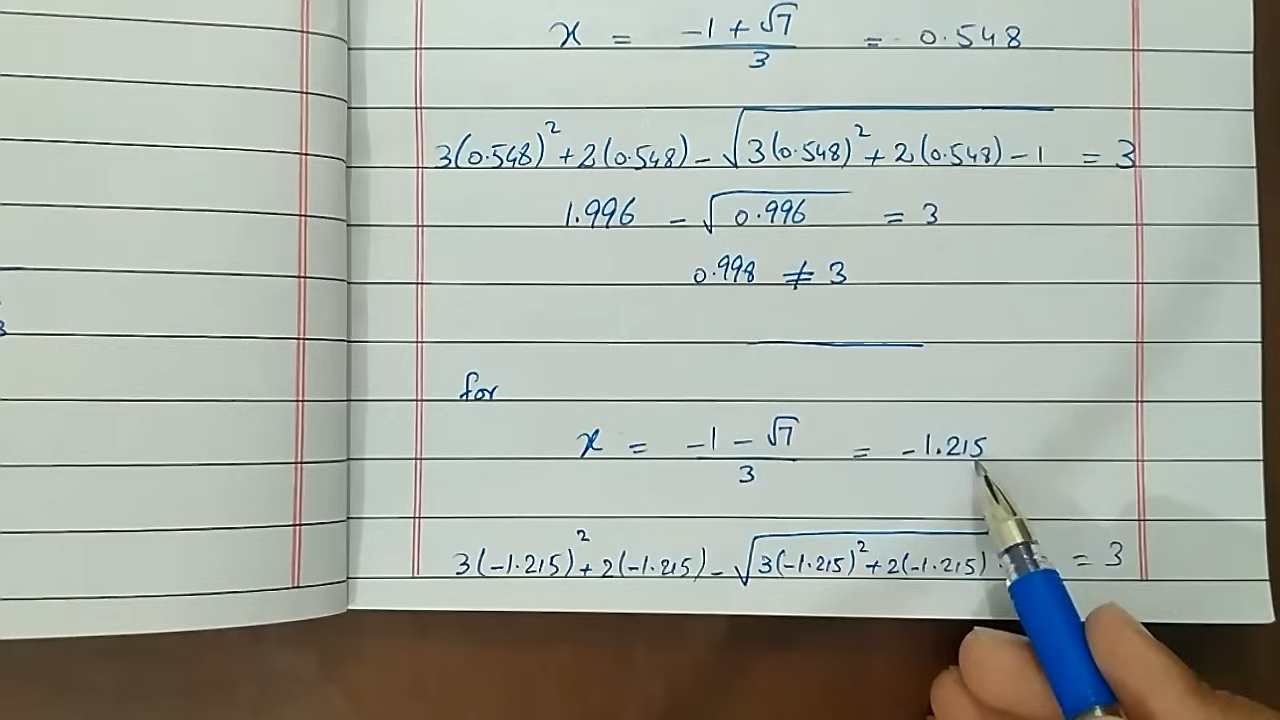 x = (-1 + √7)/3 = 0.548
3(0.548)² + 2(0.548) - √(3(0.548)² + 2(0.548) - 1) = 3
1.996 - √(0.996) = 3
0.998 ≠ 3
for
x = (-1 - √7)/3 = -1.215
3(-1.215)² + 2(-1.215) - √(3(-1.215)² + 2(-1.215) = 3